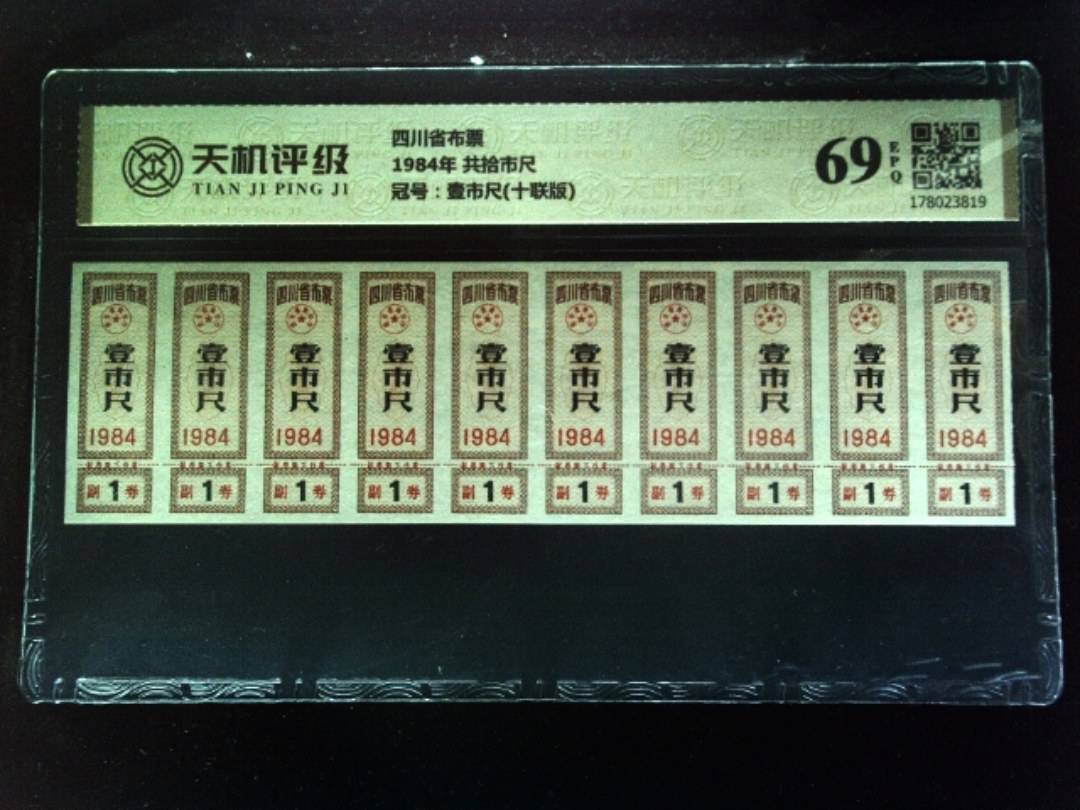 天机评级
TIAN JI PING JI
四川省布票
1984年 共拾市尺
冠号：壹市尺(十联版)
69
EPQ
178023819
四川省布票 四川省布票 四川省布票 四川省布票 四川省布票 四川省布票 四川省布票 四川省布票 四川省布票 四川省布票
壹市尺 壹市尺 壹市尺 壹市尺 壹市尺 壹市尺 壹市尺 壹市尺 壹市尺 壹市尺
1984 1984 1984 1984 1984 1984 1984 1984 1984 1984
副1券 副1券 副1券 副1券 副1券 副1券 副1券 副1券 副1券 副1券